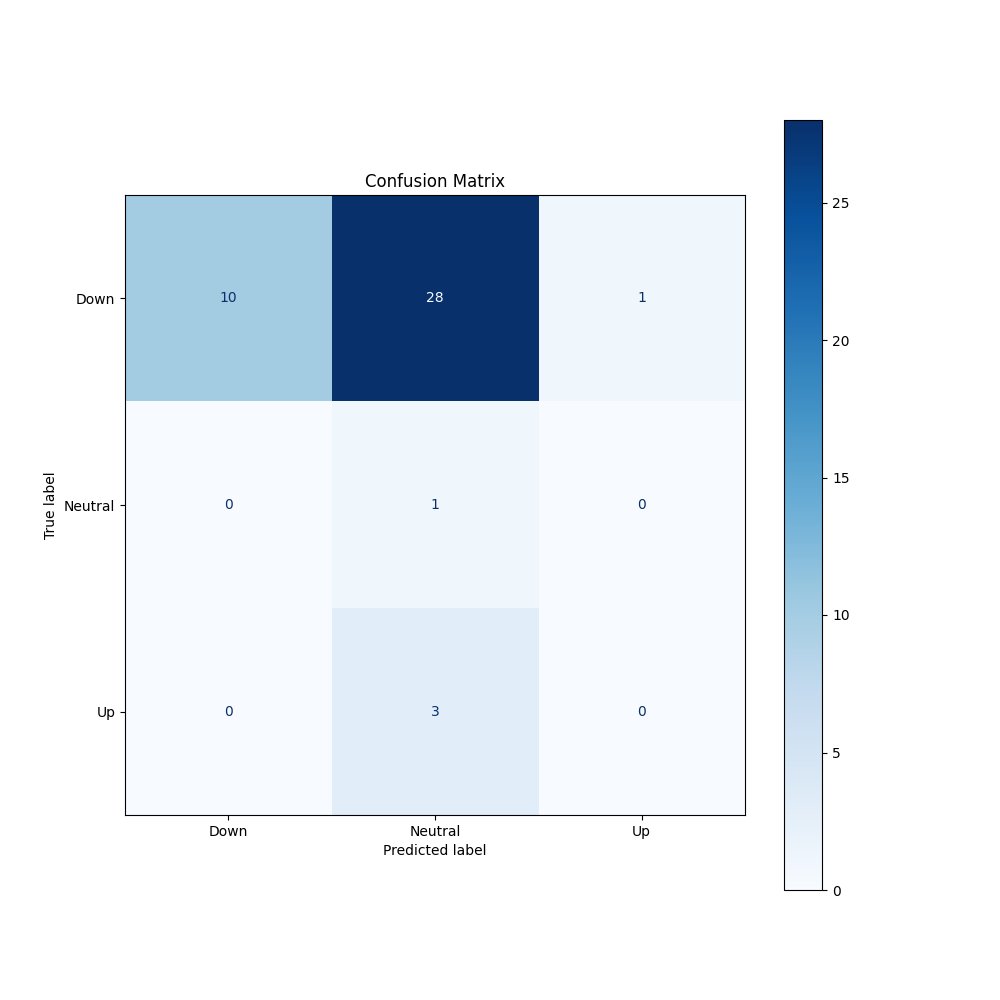 Confusion Matrix
Down 10 28 1
Neutral 0 1 0
Up 0 3 0
Down Neutral Up
Predicted label
True label
25
20
15
10
5
0